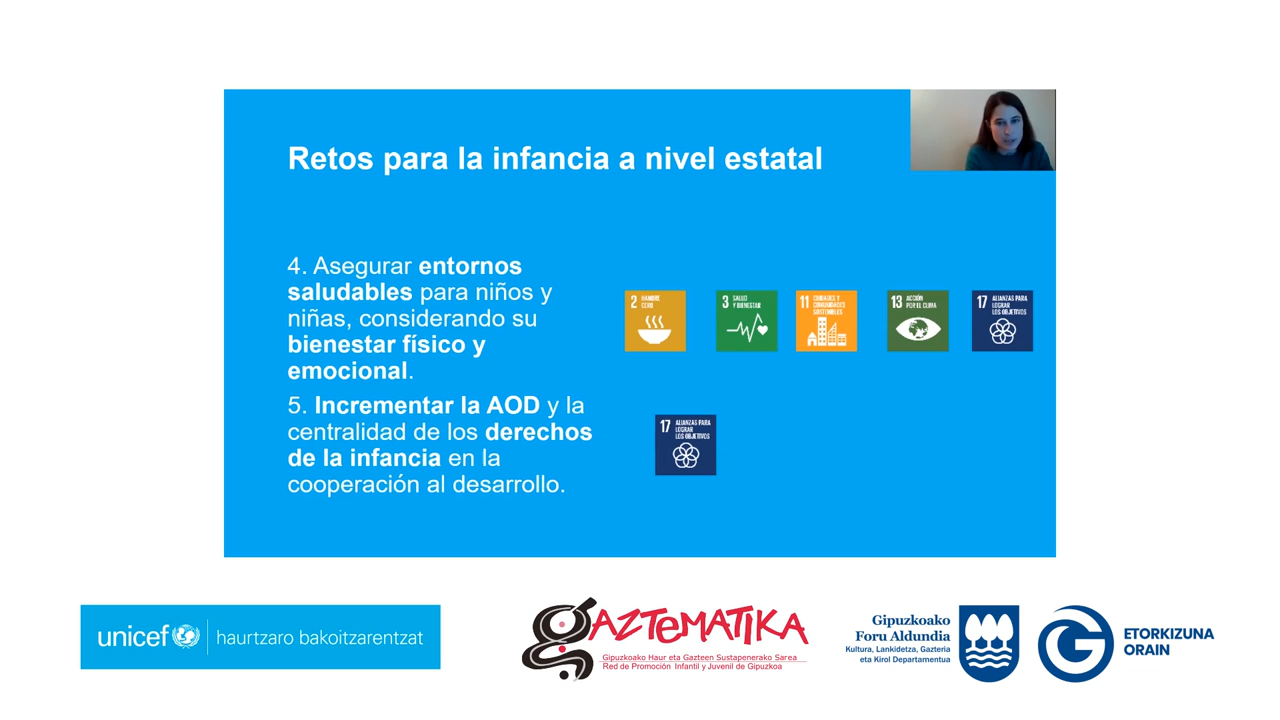 Retos para la infancia a nivel estatal
4. Asegurar entornos
saludables para niños y
niñas, considerando su
bienestar físico y
emocional.
2 HAMBRE
CERO
3 SALUD
Y BIENESTAR
11 CIUDADES Y
COMUNIDADES
SOSTENIBLES
13 ACCIÓN
POR EL CLIMA
17 ALIANZAS PARA
LOGRAR
LOS OBJETIVOS
5. Incrementar la AOD y la
centralidad de los derechos
de la infancia en la
cooperación al desarrollo.
17 ALIANZAS PARA
LOGRAR
LOS OBJETIVOS
unicef
haurtzaro bakoitzarentzat
gAZTeMATIKA
Gipuzkoako Haur eta Gazteen Sustapenerako Sarea
Red de Promoción Infantil y Juvenil de Gipuzkoa
Gipuzkoako
Foru Aldundia
Kultura, Lankidetza, Gazteria
eta Kirol Departamentua
G
ETORKIZUNA
ORAIN